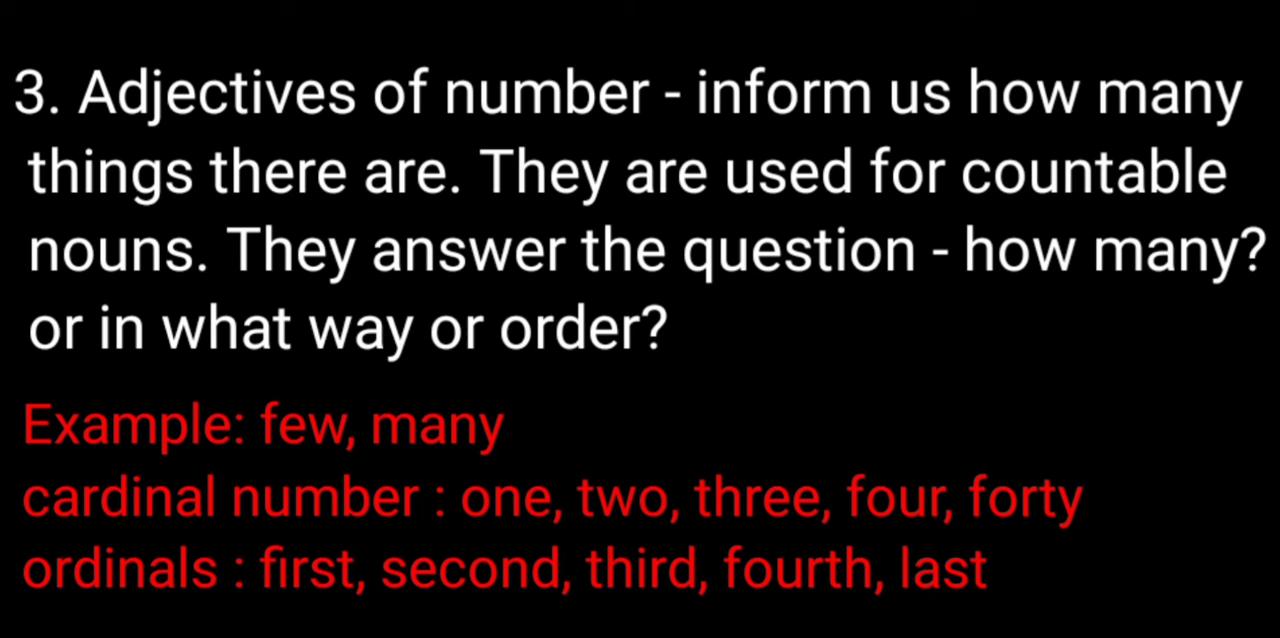 3. Adjectives of number - inform us how many
things there are. They are used for countable
nouns. They answer the question - how many?
or in what way or order?
Example: few, many
cardinal number : one, two, three, four, forty
ordinals : first, second, third, fourth, last